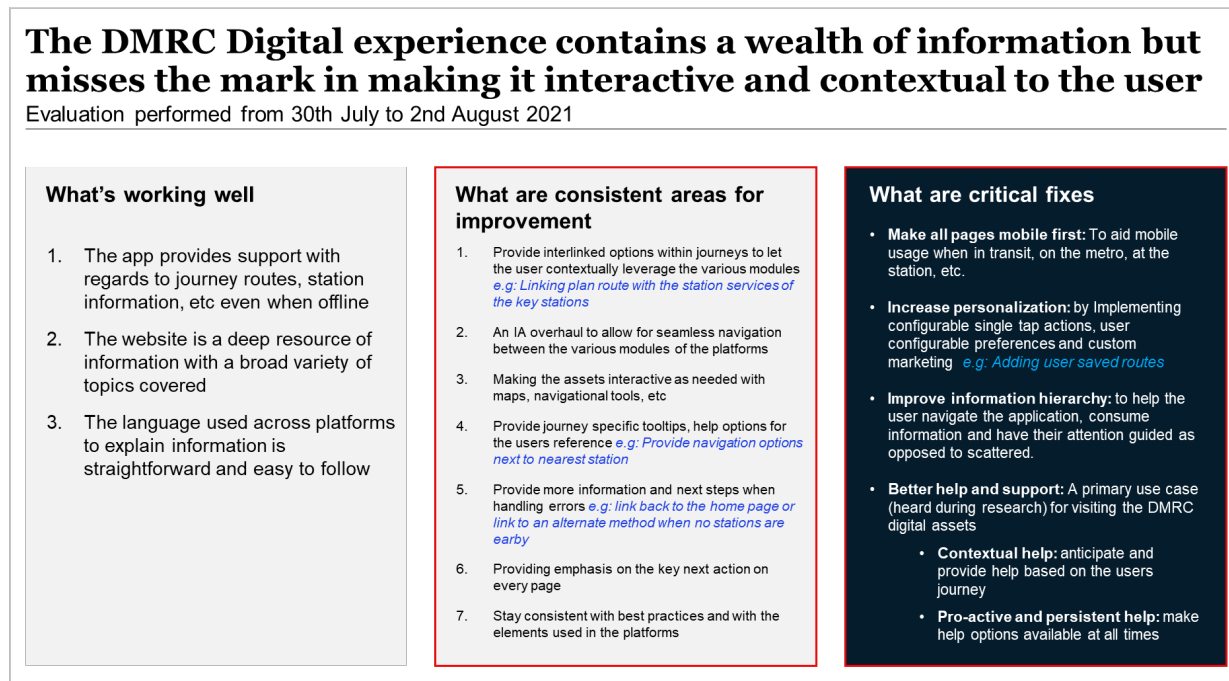 The DMRC Digital experience contains a wealth of information but
misses the mark in making it interactive and contextual to the user
Evaluation performed from 30th July to 2nd August 2021
What's working well
1. The app provides support with
regards to journey routes, station
information, etc even when offline
2. The website is a deep resource of
information with a broad variety of
topics covered
3. The language used across platforms
to explain information is
straightforward and easy to follow
What are consistent areas for
improvement
1. Provide interlinked options within journeys to let
the user contextually leverage the various modules
e.g: Linking plan route with the station services of
the key stations
2. An IA overhaul to allow for seamless navigation
between the various modules of the platforms
3. Making the assets interactive as needed with
maps, navigational tools, etc
4. Provide journey specific tooltips, help options for
the users reference e.g: Provide navigation options
next to nearest station
5. Provide more information and next steps when
handling errors e.g: link back to the home page or
link to an alternate method when no stations are
earby
6. Providing emphasis on the key next action on
every page
7. Stay consistent with best practices and with the
elements used in the platforms
What are critical fixes
• Make all pages mobile first: To aid mobile
usage when in transit, on the metro, at the
station, etc.
• Increase personalization: by Implementing
configurable single tap actions, user
configurable preferences and custom
marketing e.g: Adding user saved routes
• Improve information hierarchy: to help the
user navigate the application, consume
information and have their attention guided as
opposed to scattered.
• Better help and support: A primary use case
(heard during research) for visiting the DMRC
digital assets
• Contextual help: anticipate and
provide help based on the users
journey
• Pro-active and persistent help: make
help options available at all times